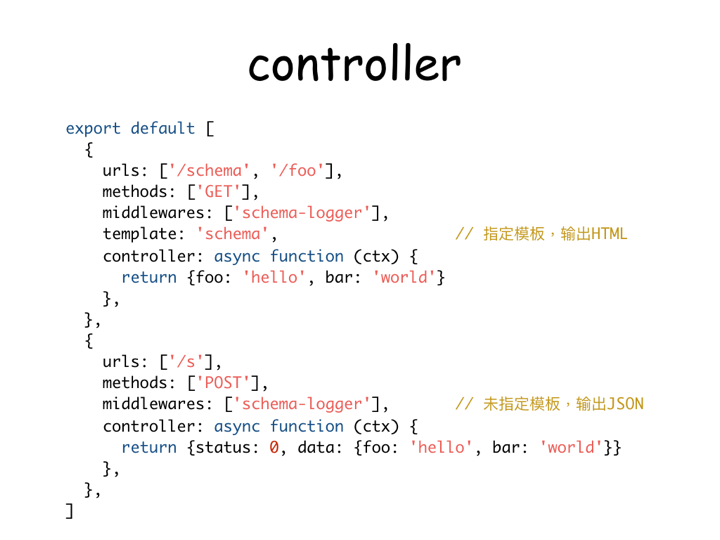 controller
export default [
  {
    urls: ['/schema', '/foo'],
    methods: ['GET'],
    middlewares: ['schema-logger'],
    template: 'schema',                    // 指定模板，输出HTML
    controller: async function (ctx) {
      return {foo: 'hello', bar: 'world'}
    },
  },
  {
    urls: ['/s'],
    methods: ['POST'],
    middlewares: ['schema-logger'],        // 未指定模板，输出JSON
    controller: async function (ctx) {
      return {status: 0, data: {foo: 'hello', bar: 'world'}}
    },
  },
]